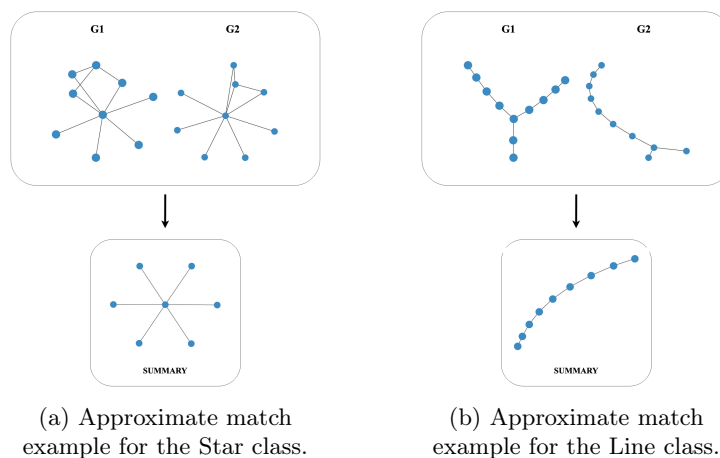 G1
G2
SUMMARY
(a) Approximate match
example for the Star class.
G1
G2
SUMMARY
(b) Approximate match
example for the Line class.